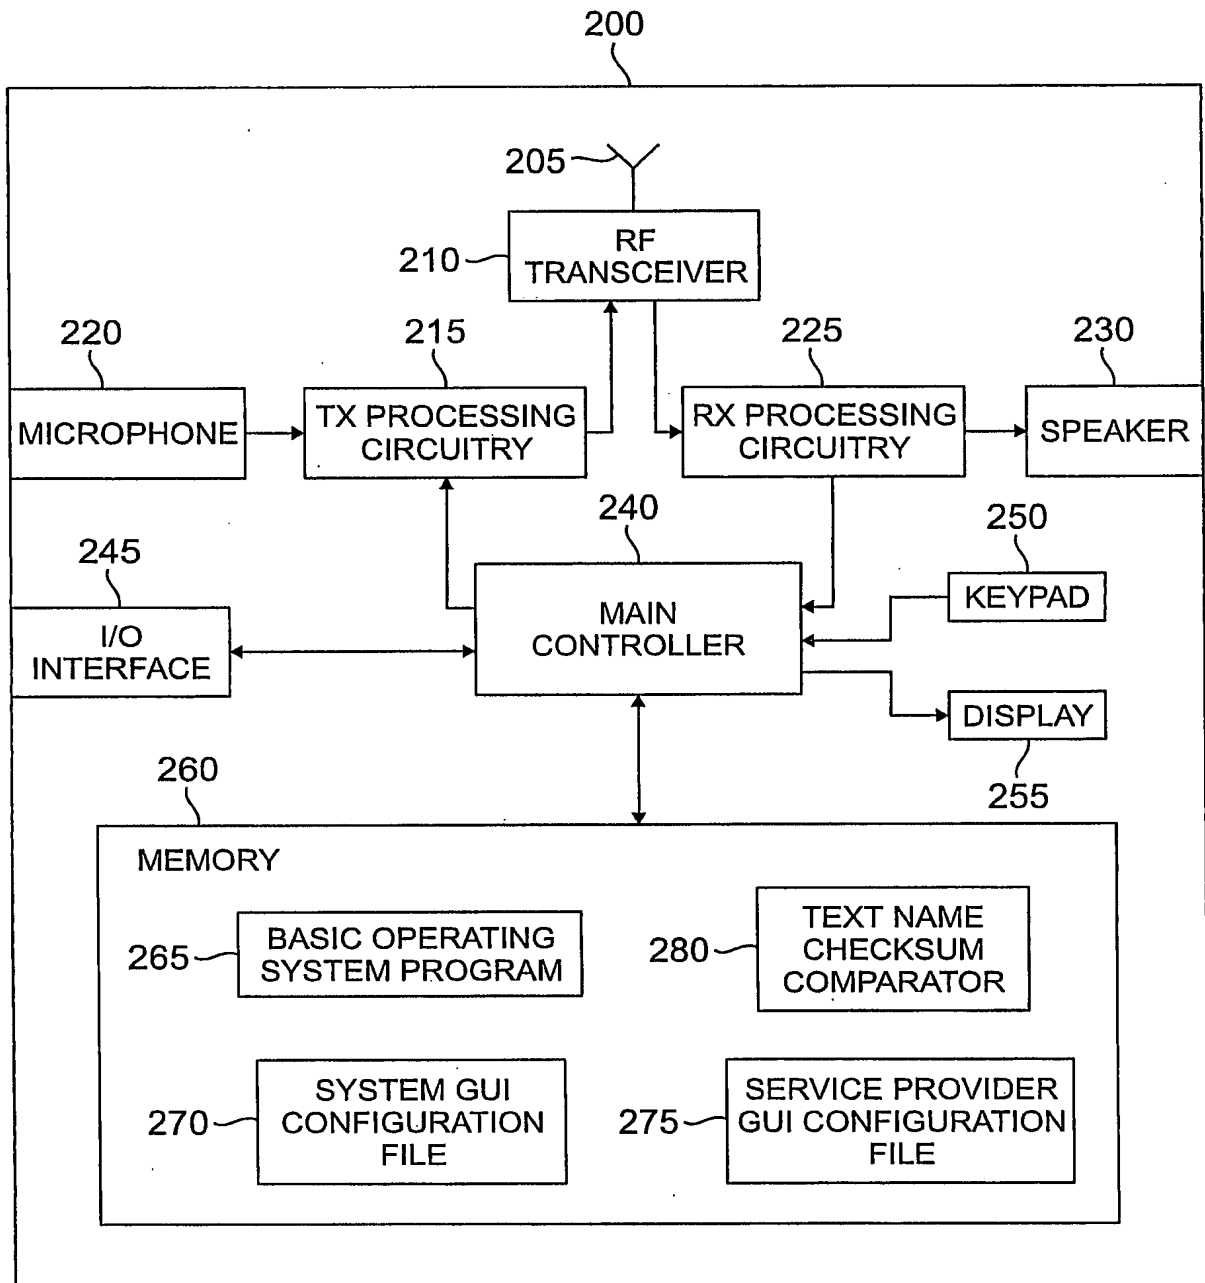 200
205
RF
TRANSCEIVER
210
220
215
225
230
MICROPHONE
TX PROCESSING
CIRCUITRY
RX PROCESSING
CIRCUITRY
SPEAKER
240
250
245
KEYPAD
I/O
INTERFACE
MAIN
CONTROLLER
DISPLAY
255
260
MEMORY
265
BASIC OPERATING
SYSTEM PROGRAM
280
TEXT NAME
CHECKSUM
COMPARATOR
270
SYSTEM GUI
CONFIGURATION
FILE
275
SERVICE PROVIDER
GUI CONFIGURATION
FILE